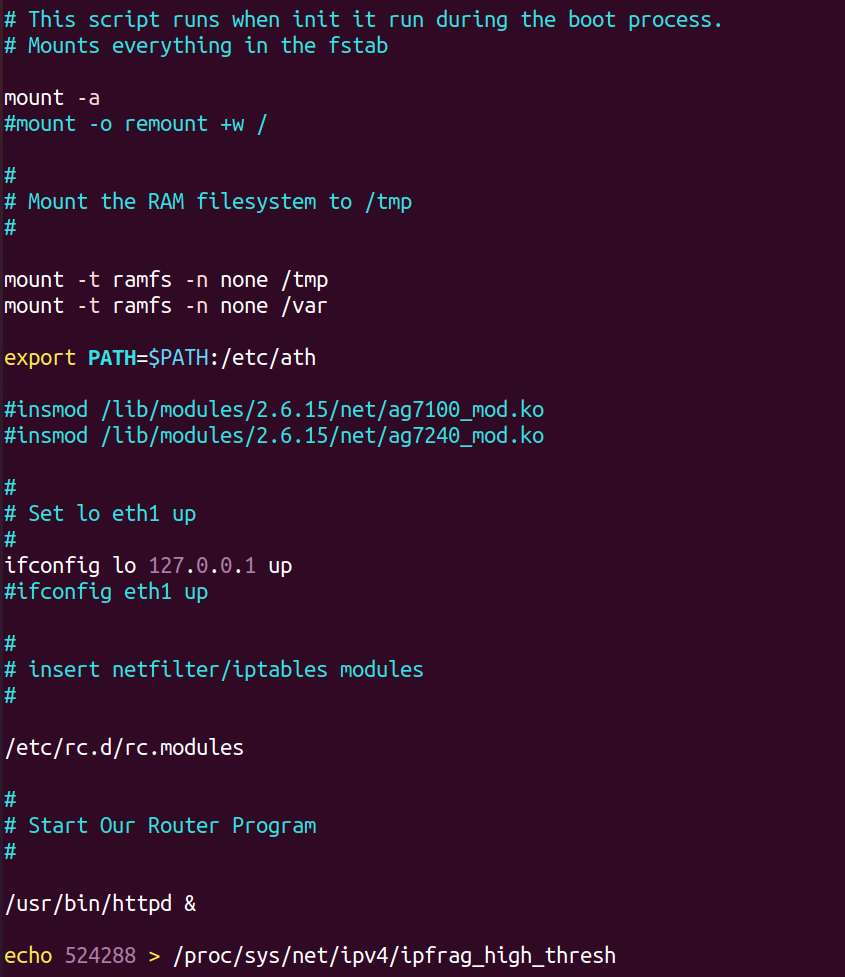 # This script runs when init it run during the boot process.
# Mounts everything in the fstab
mount -a
#mount -o remount +w /
#
# Mount the RAM filesystem to /tmp
#
mount -t ramfs -n none /tmp
mount -t ramfs -n none /var
export PATH=$PATH:/etc/ath
#insmod /lib/modules/2.6.15/net/ag7100_mod.ko
#insmod /lib/modules/2.6.15/net/ag7240_mod.ko
#
# Set lo eth1 up
#
ifconfig lo 127.0.0.1 up
#ifconfig eth1 up
#
# insert netfilter/iptables modules
#
/etc/rc.d/rc.modules
#
# Start Our Router Program
#
/usr/bin/httpd &
echo 524288 > /proc/sys/net/ipv4/ipfrag_high_thresh